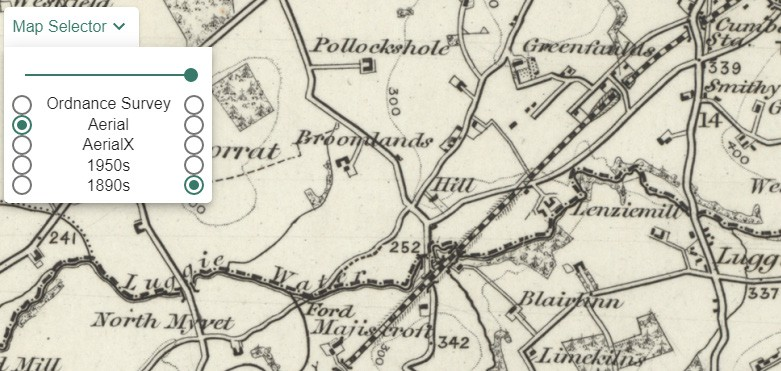 Map Selector
Ordnance Survey
Aerial
AerialX
1950s
1890s
Pollockshole
Greenfaulds
Cumb
Sta.
339
Smithy
14
300
Broomlands
400
orrat
Hill
We
Lenziemill
241
252
Luggie Water
Lugg
337
Ford
Blairlinn
North Myvet
Majiscroft
342
300
Limekilns
Mill